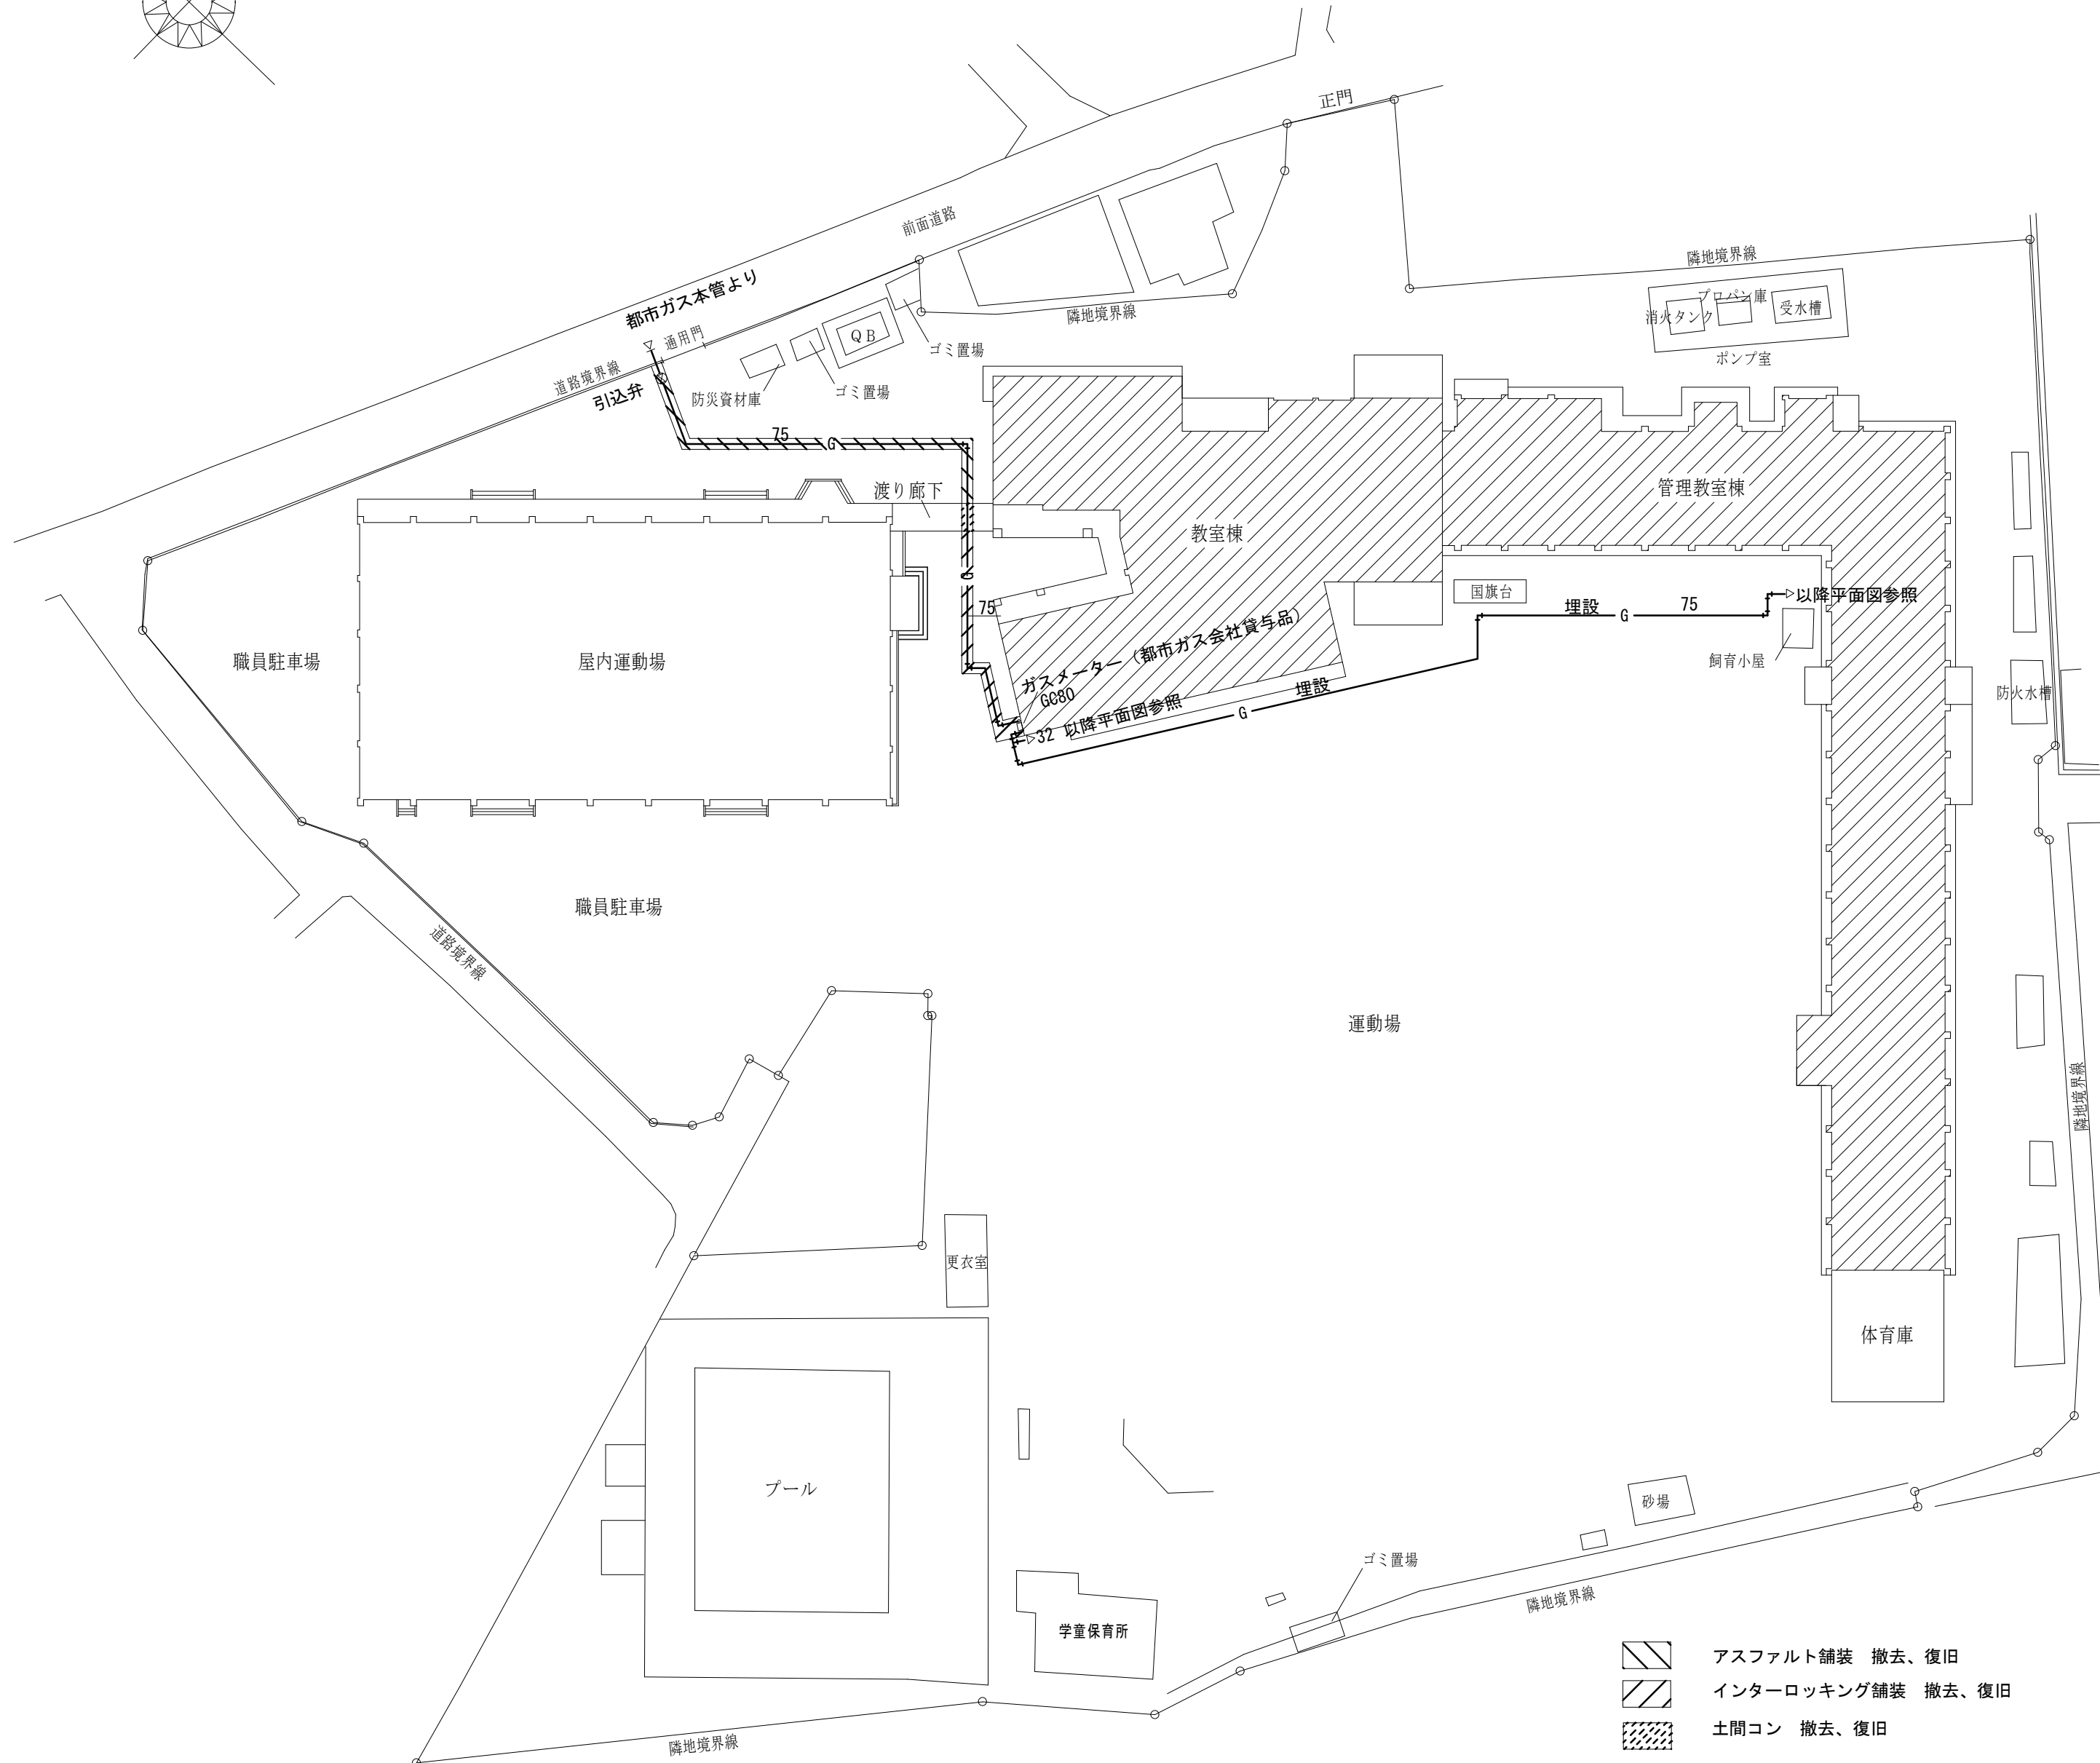 正門
前面道路
都市ガス本管より
通用門
道路境界線
引込弁
隣地境界線
隣地境界線
プロパン庫
消火タンク
受水槽
ポンプ室
QB
ゴミ置場
ゴミ置場
防災資材庫
75
G
渡り廊下
教室棟
管理教室棟
G
75
国旗台
埋設
G
75
以降平面図参照
飼育小屋
防火水槽
職員駐車場
屋内運動場
ガスメーター（都市ガス会社貸与品）
GC80
32 以降平面図参照
埋設
G
職員駐車場
道路境界線
運動場
隣地境界線
更衣室
体育庫
プール
砂場
ゴミ置場
隣地境界線
学童保育所
隣地境界線
アスファルト舗装　撤去、復旧
インターロッキング舗装　撤去、復旧
土間コン　撤去、復旧